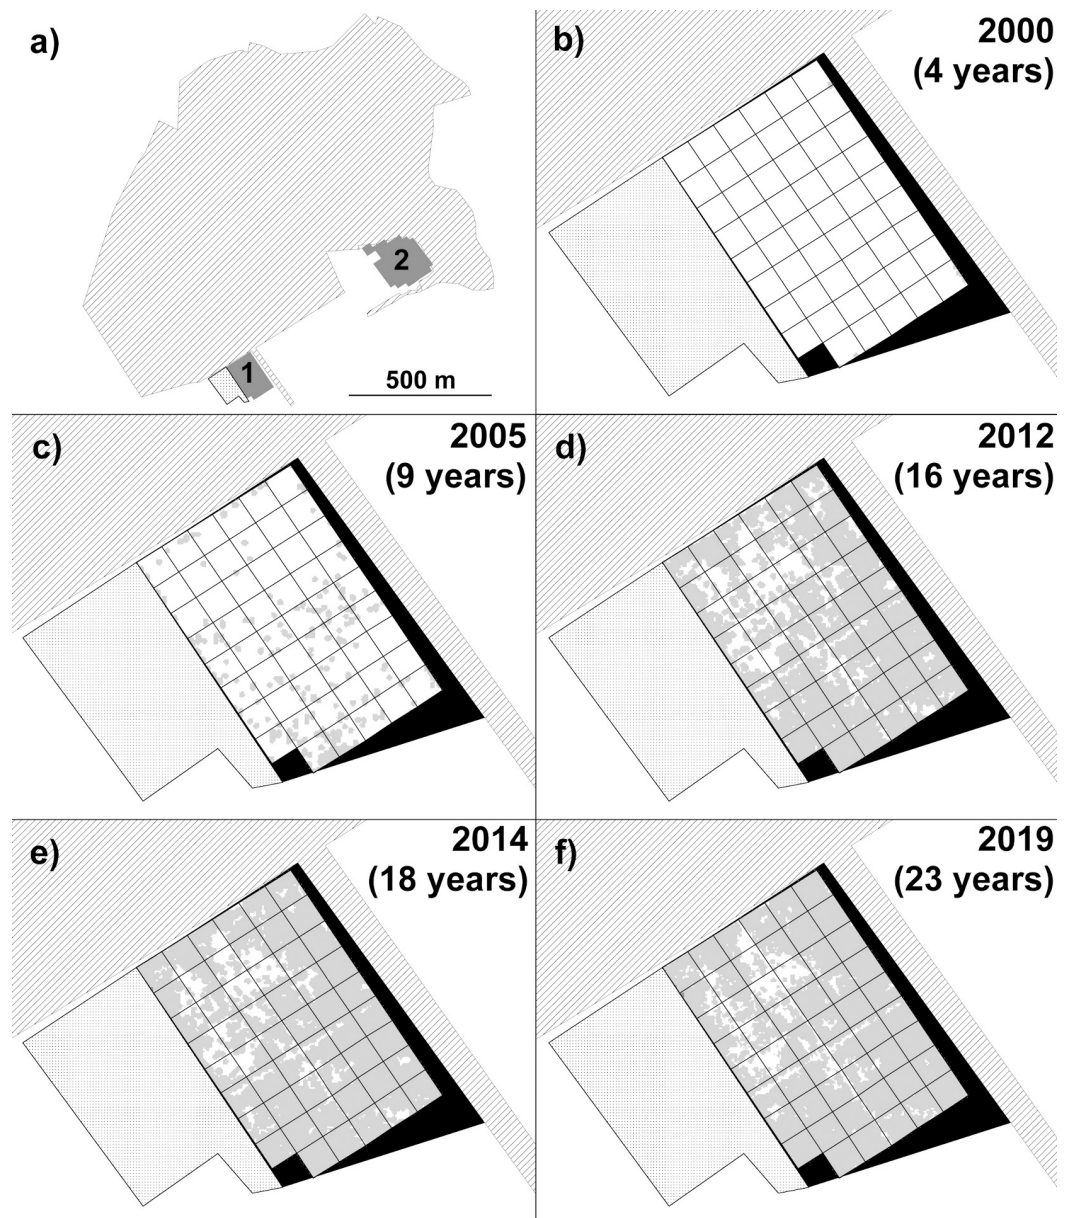 a)
2
1
500 m
b)
2000
(4 years)
c)
2005
(9 years)
d)
2012
(16 years)
e)
2014
(18 years)
f)
2019
(23 years)